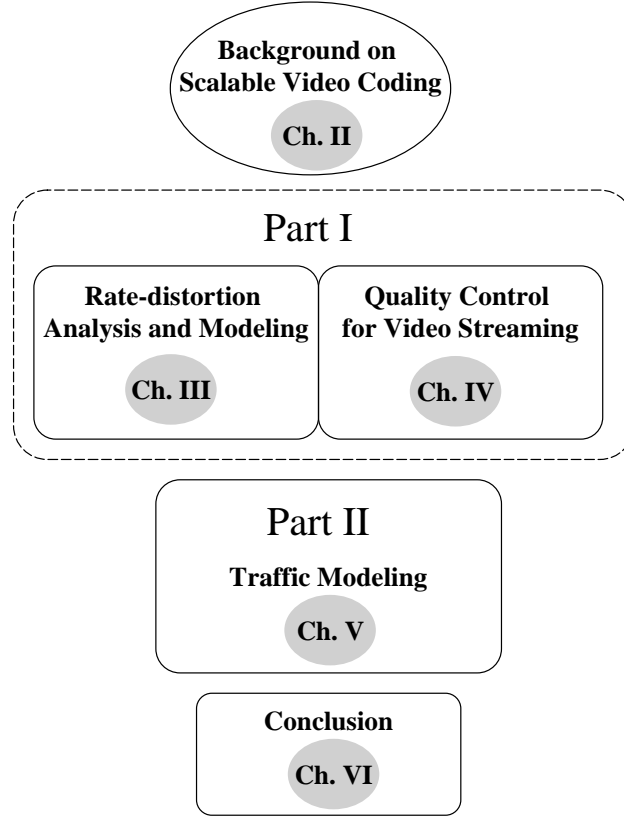 Background on
Scalable Video Coding
Ch. II
Part I
Rate-distortion
Analysis and Modeling
Ch. III
Quality Control
for Video Streaming
Ch. IV
Part II
Traffic Modeling
Ch. V
Conclusion
Ch. VI